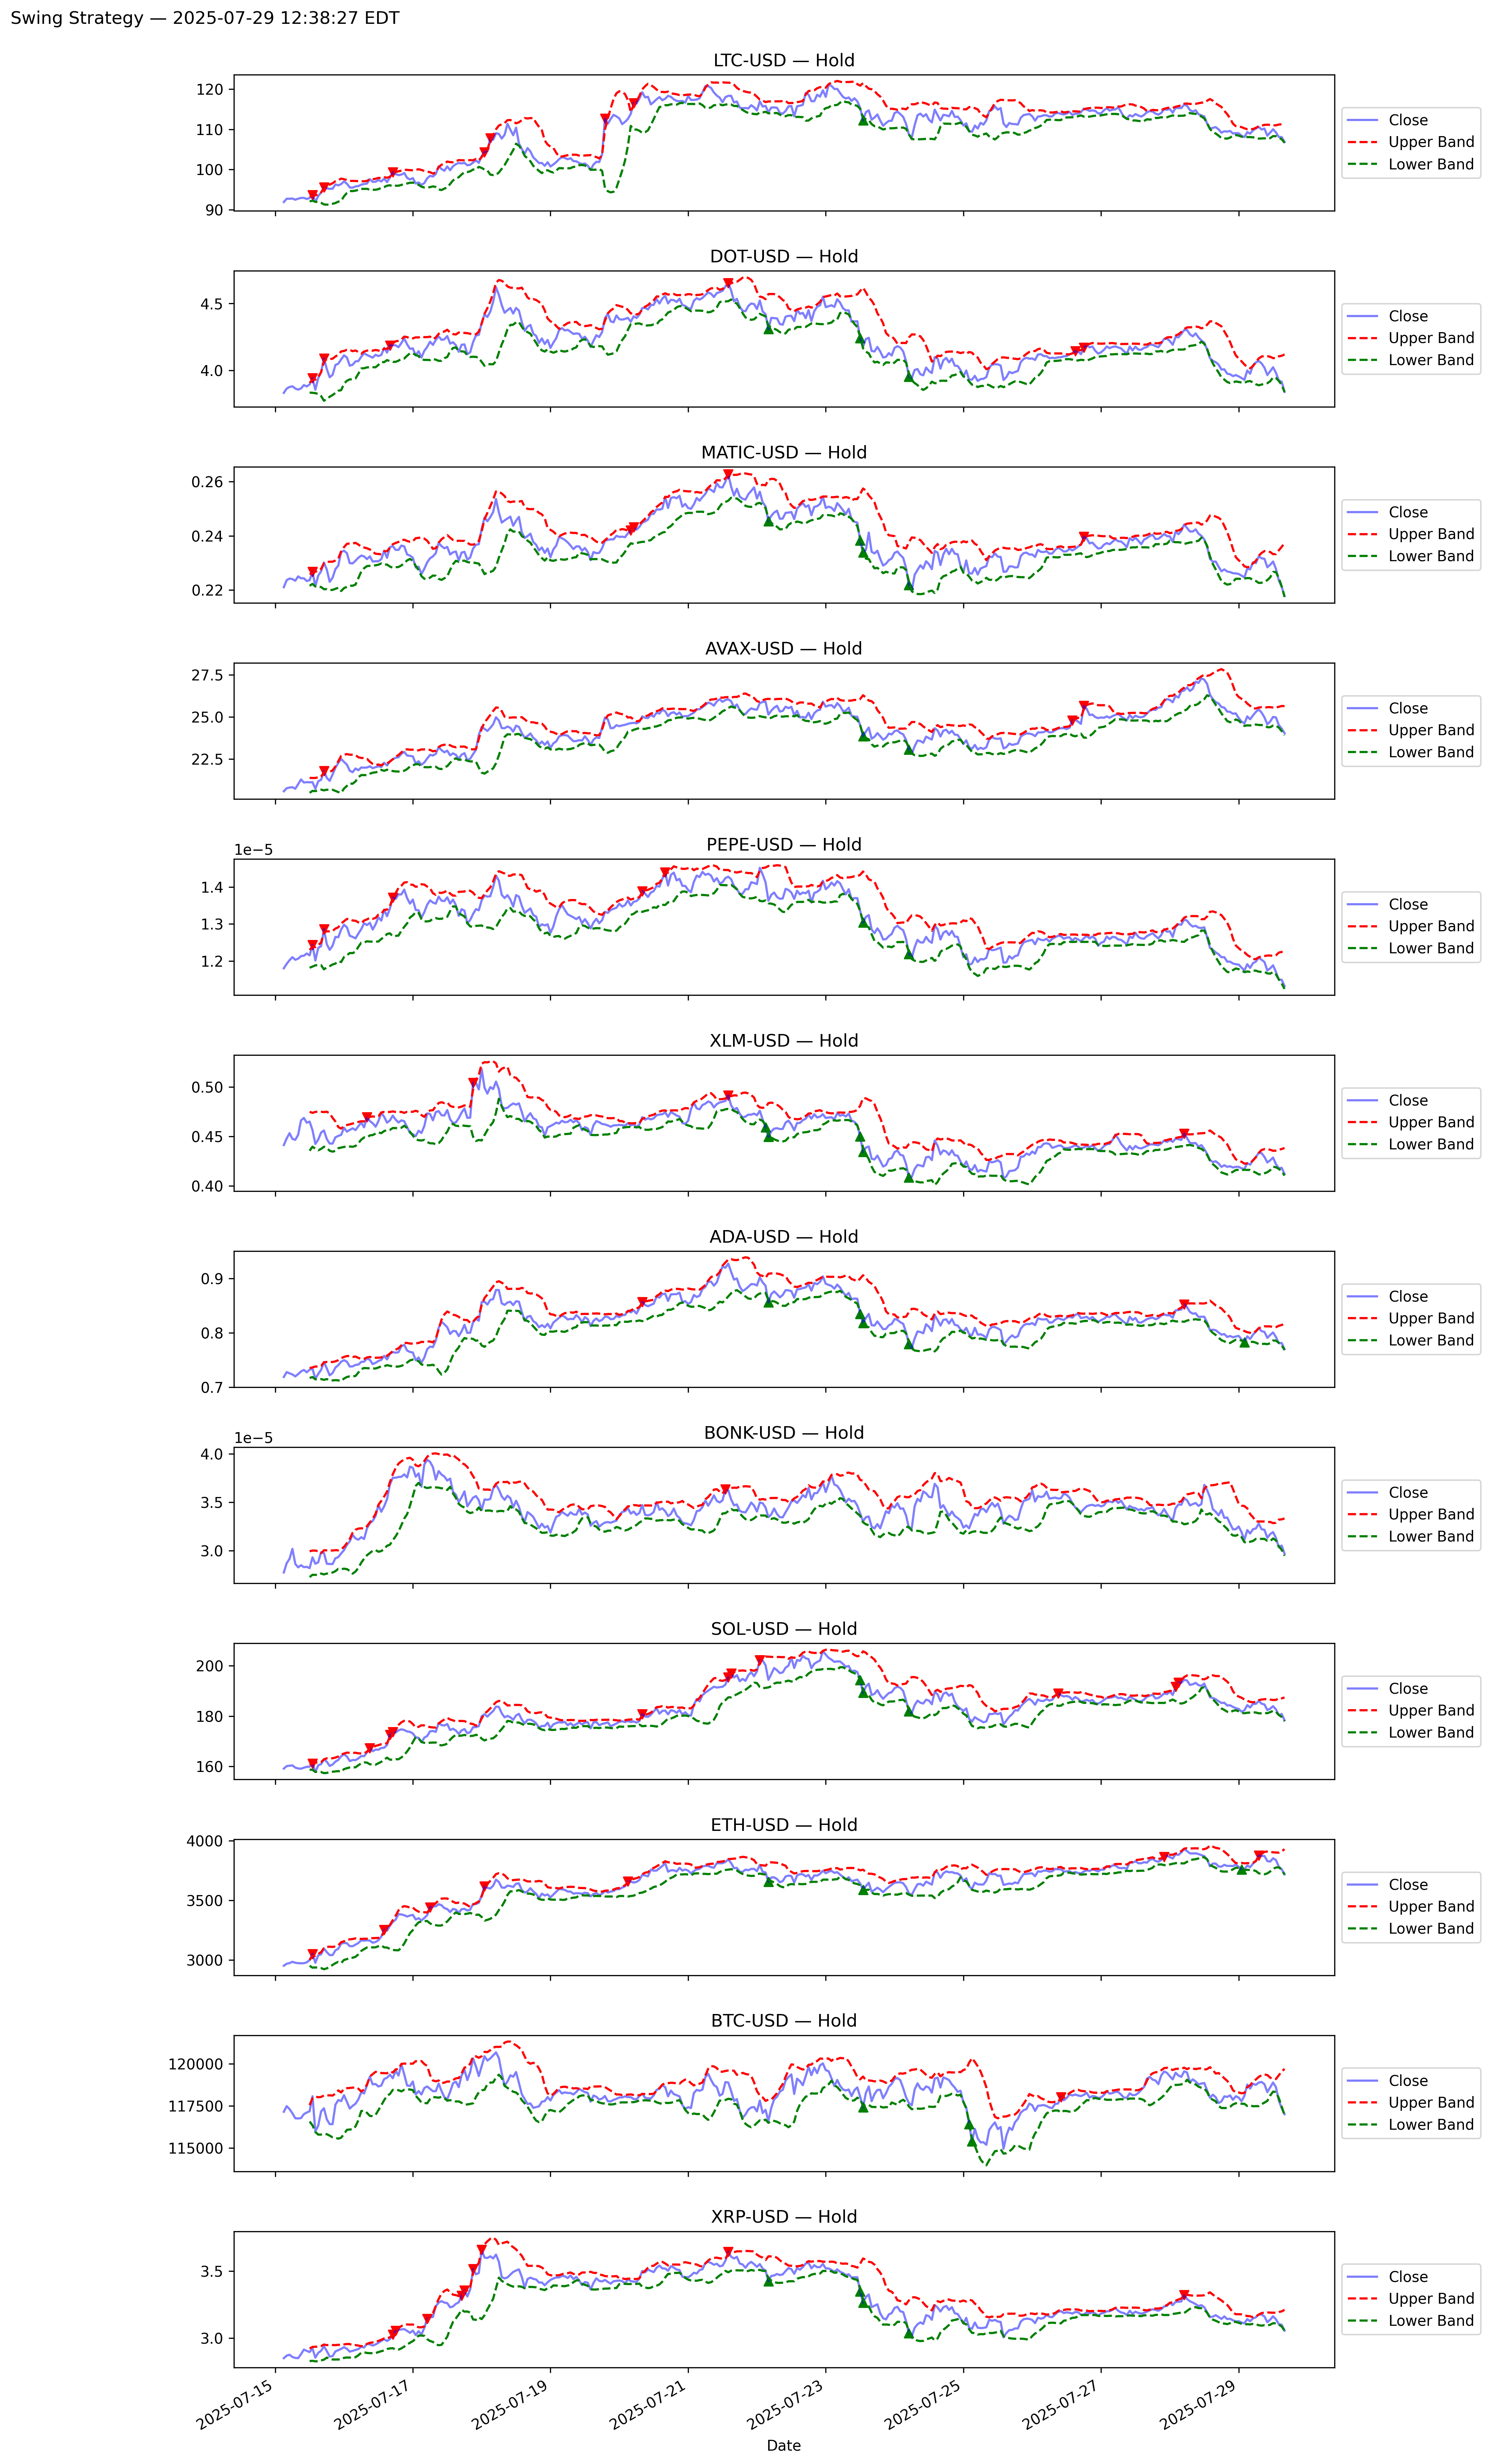 Swing Strategy — 2025-07-29 12:38:27 EDT
LTC-USD — Hold
120
110
100
90
Close
Upper Band
Lower Band
DOT-USD — Hold
4.5
4.0
Close
Upper Band
Lower Band
MATIC-USD — Hold
0.26
0.24
0.22
Close
Upper Band
Lower Band
AVAX-USD — Hold
27.5
25.0
22.5
Close
Upper Band
Lower Band
PEPE-USD — Hold
1e−5
1.4
1.3
1.2
Close
Upper Band
Lower Band
XLM-USD — Hold
0.50
0.45
0.40
Close
Upper Band
Lower Band
ADA-USD — Hold
0.9
0.8
0.7
Close
Upper Band
Lower Band
BONK-USD — Hold
1e−5
4.0
3.5
3.0
Close
Upper Band
Lower Band
SOL-USD — Hold
200
180
160
Close
Upper Band
Lower Band
ETH-USD — Hold
4000
3500
3000
Close
Upper Band
Lower Band
BTC-USD — Hold
120000
117500
115000
Close
Upper Band
Lower Band
XRP-USD — Hold
3.5
3.0
Close
Upper Band
Lower Band
2025-07-15
2025-07-17
2025-07-19
2025-07-21
2025-07-23
2025-07-25
2025-07-27
2025-07-29
Date